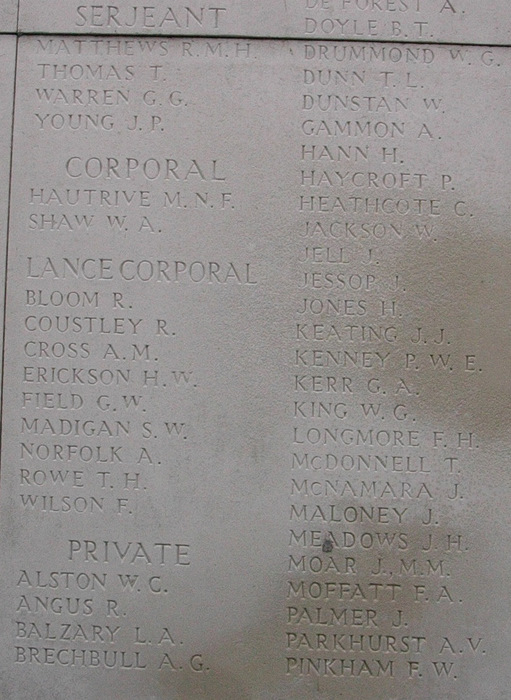 SERJEANT
MATTHEWS R.M.H.
THOMAS T.
WARREN G.G.
YOUNG J.P.
CORPORAL
HAUTRIVE M.N.F.
SHAW W.A.
LANCE CORPORAL
BLOOM R.
COUSTLEY R.
CROSS A.M.
ERICKSON H.W.
FIELD G.W.
MADIGAN S.W.
NORFOLK A.
ROWE T.H.
WILSON F.
PRIVATE
ALSTON W.C.
ANGUS R.
BALZARY L.A.
BRECHBULL A.G.
DE FOREST A.
DOYLE B.T.
DRUMMOND W.G.
DUNN T.L.
DUNSTAN W.
GAMMON A.
HANN H.
HAYCROFT P.
HEATHCOTE C.
JACKSON W.
JELL J.
JESSOP J.
JONES H.
KEATING J.J.
KENNEY P.W.E.
KERR G.A.
KING W.G.
LONGMORE F.H.
McDONNELL T.
McNAMARA J.
MALONEY J.
MEADOWS J.H.
MOAR J., M.M.
MOFFATT F.A.
PALMER J.
PARKHURST A.V.
PINKHAM F.W.